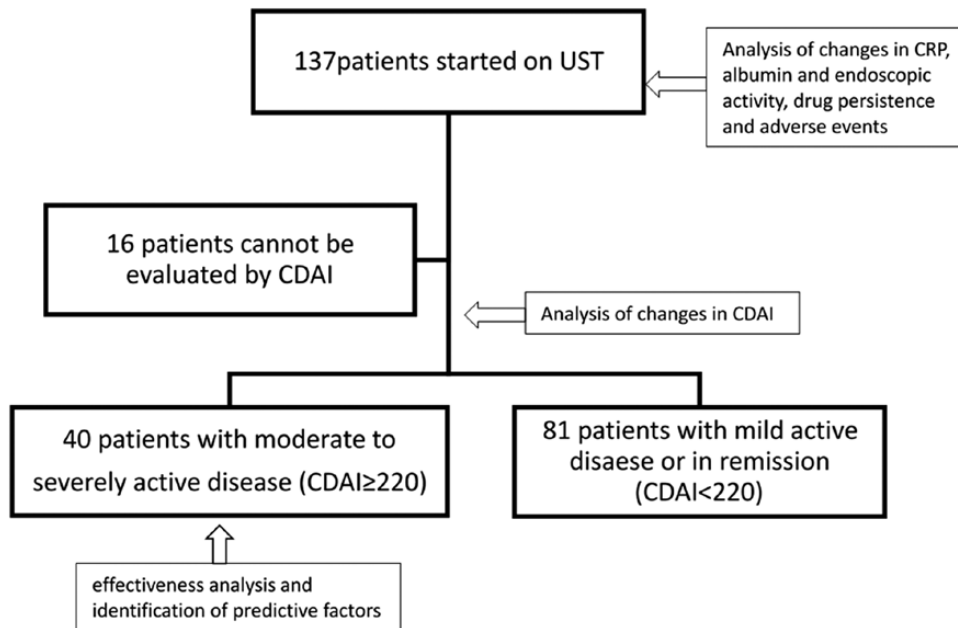 137patients started on UST
Analysis of changes in CRP,
albumin and endoscopic
activity, drug persistence
and adverse events
16 patients cannot be
evaluated by CDAI
Analysis of changes in CDAI
40 patients with moderate to
severely active disease (CDAI≥220)
81 patients with mild active
disaese or in remission
(CDAI<220)
effectiveness analysis and
identification of predictive factors